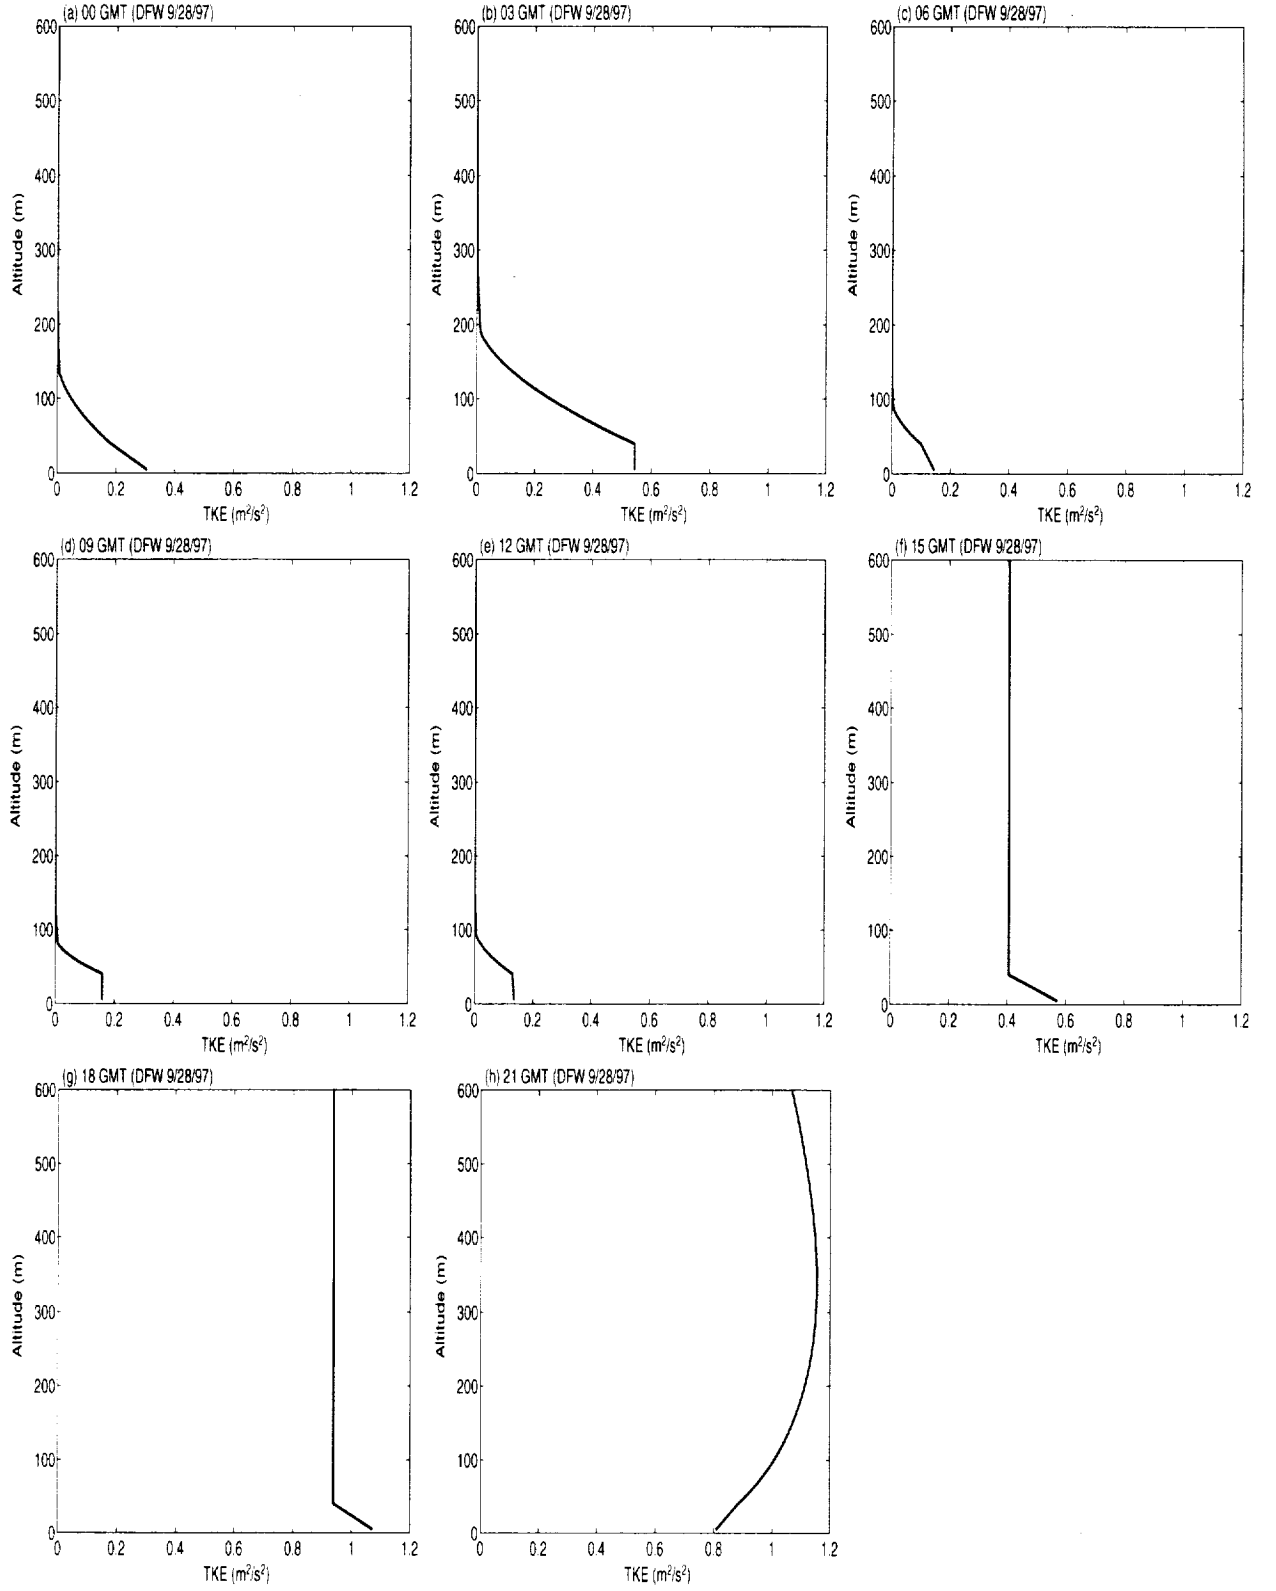 (a) 00 GMT (DFW 9/28/97)
600
500
400
300
200
100
0
Altitude (m)
0 0.2 0.4 0.6 0.8 1 1.2
TKE (m²/s²)
(b) 03 GMT (DFW 9/28/97)
600
500
400
300
200
100
0
Altitude (m)
0 0.2 0.4 0.6 0.8 1 1.2
TKE (m²/s²)
(c) 06 GMT (DFW 9/28/97)
600
500
400
300
200
100
0
Altitude (m)
0 0.2 0.4 0.6 0.8 1 1.2
TKE (m²/s²)
(d) 09 GMT (DFW 9/28/97)
600
500
400
300
200
100
0
Altitude (m)
0 0.2 0.4 0.6 0.8 1 1.2
TKE (m²/s²)
(e) 12 GMT (DFW 9/28/97)
600
500
400
300
200
100
0
Altitude (m)
0 0.2 0.4 0.6 0.8 1 1.2
TKE (m²/s²)
(f) 15 GMT (DFW 9/28/97)
600
500
400
300
200
100
0
Altitude (m)
0 0.2 0.4 0.6 0.8 1 1.2
TKE (m²/s²)
(g) 18 GMT (DFW 9/28/97)
600
500
400
300
200
100
0
Altitude (m)
0 0.2 0.4 0.6 0.8 1 1.2
TKE (m²/s²)
(h) 21 GMT (DFW 9/28/97)
600
500
400
300
200
100
0
Altitude (m)
0 0.2 0.4 0.6 0.8 1 1.2
TKE (m²/s²)